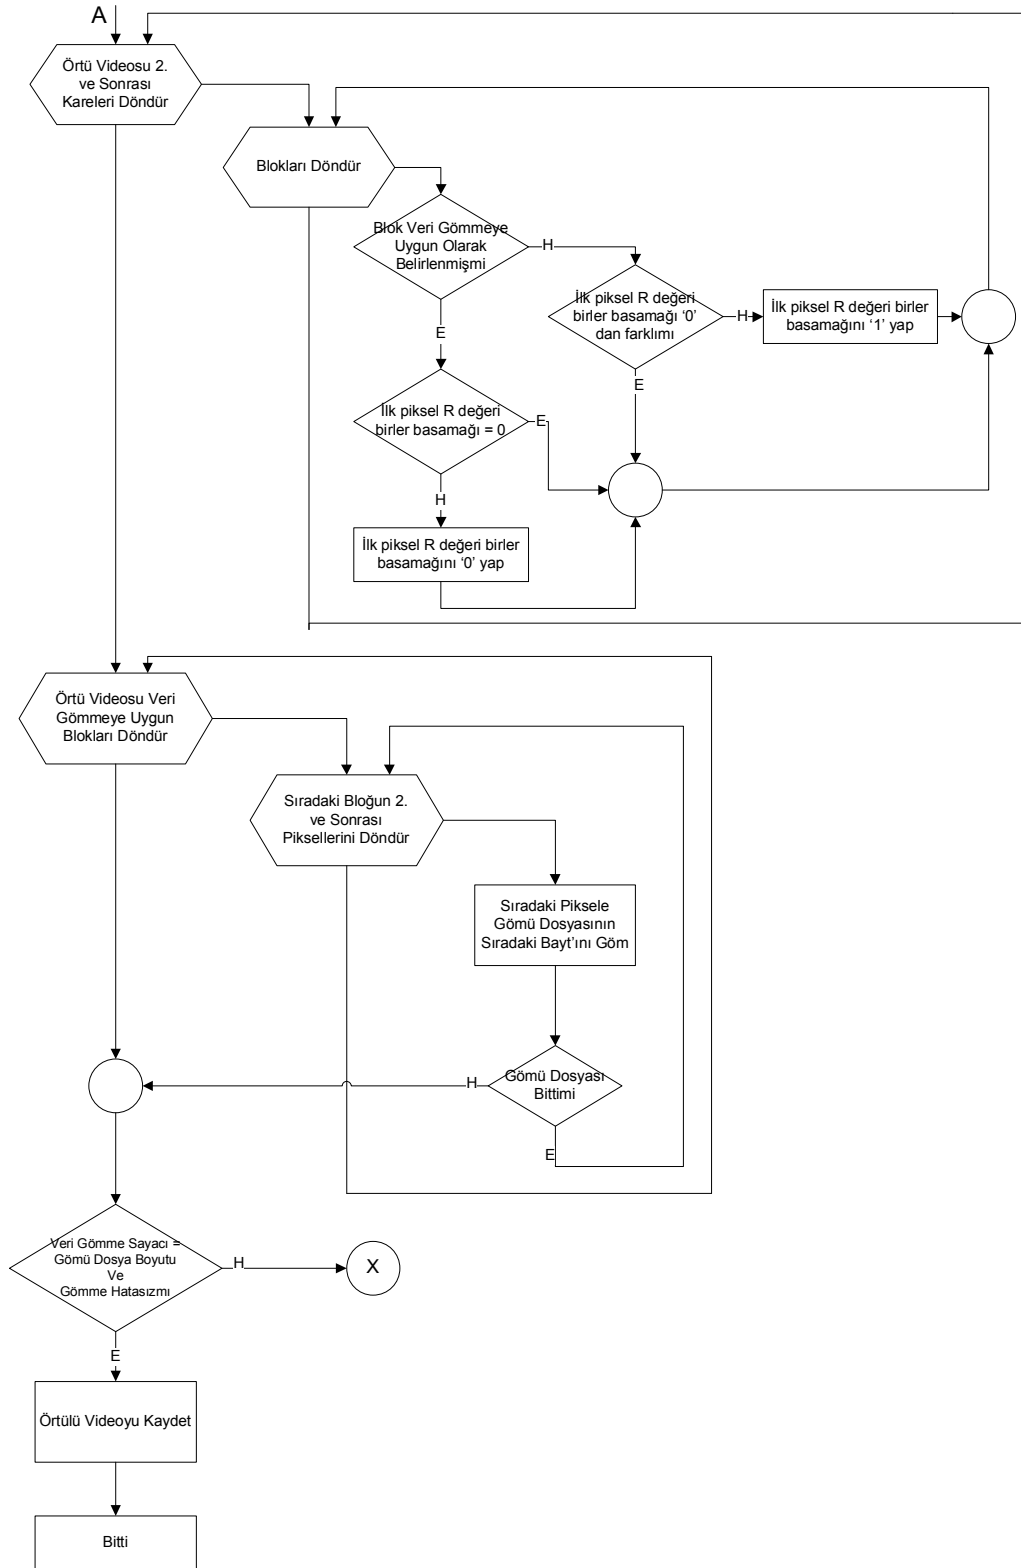 A
Örtü Videosu 2.
ve Sonrası
Kareleri Döndür
Blokları Döndür
Blok Veri Gömmeye
Uygun Olarak
Belirlenmişmi
H
İlk piksel R değeri
birler basamağı ‘0’
dan farklımı
H
İlk piksel R değeri birler
basamağını ‘1’ yap
E
E
İlk piksel R değeri
birler basamağı = 0
E
H
İlk piksel R değeri birler
basamağını ‘0’ yap
Örtü Videosu Veri
Gömmeye Uygun
Blokları Döndür
Sıradaki Bloğun 2.
ve Sonrası
Piksellerini Döndür
Sıradaki Piksele
Gömü Dosyasının
Sıradaki Bayt’ını Göm
Gömü Dosyası
Bittimi
H
E
Veri Gömme Sayacı =
Gömü Dosya Boyutu
Ve
Gömme Hatasızmı
H
X
E
Örtülü Videoyu Kaydet
Bitti